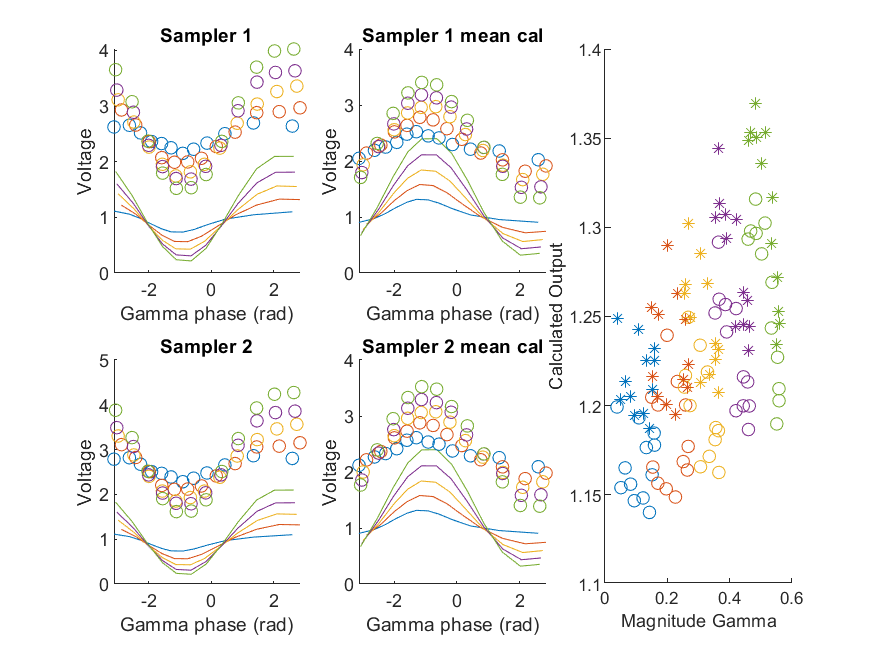 Sampler 1
4
3
2
1
0
Voltage
-2 0 2
Gamma phase (rad)
Sampler 1 mean cal
4
3
2
1
0
Voltage
-2 0 2
Gamma phase (rad)
Sampler 2
5
4
3
2
1
0
Voltage
-2 0 2
Gamma phase (rad)
Sampler 2 mean cal
4
3
2
1
0
Voltage
-2 0 2
Gamma phase (rad)
1.4
1.35
1.3
1.25
1.2
1.15
1.1
Calculated Output
0 0.2 0.4 0.6
Magnitude Gamma